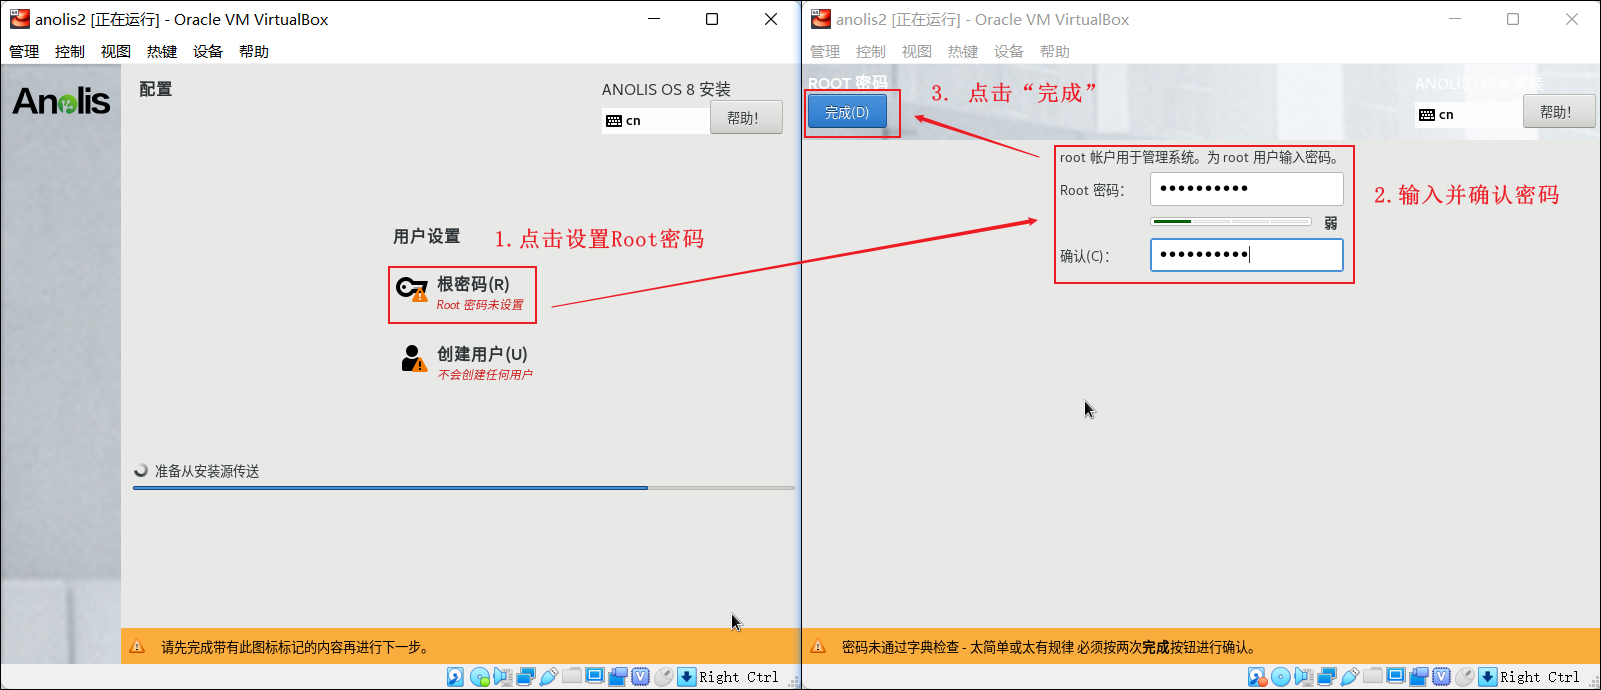 anolis2 [正在运行] - Oracle VM VirtualBox
管理 控制 视图 热键 设备 帮助
Anolis
配置
ANOLIS OS 8 安装
cn
帮助!
用户设置
1.点击设置Root密码
根密码(R)
Root 密码未设置
创建用户(U)
不会创建任何用户
准备从安装源传送
请先完成带有此图标标记的内容再进行下一步。
Right Ctrl
anolis2 [正在运行] - Oracle VM VirtualBox
管理 控制 视图 热键 设备 帮助
ROOT 密码
ANOLIS OS 8 安装
完成(D)
3. 点击“完成”
cn
帮助!
root 帐户用于管理系统。为 root 用户输入密码。
Root 密码：
●●●●●●●●●●
2.输入并确认密码
弱
确认(C)：
●●●●●●●●●●
密码未通过字典检查 - 太简单或太有规律 必须按两次完成按钮进行确认。
Right Ctrl